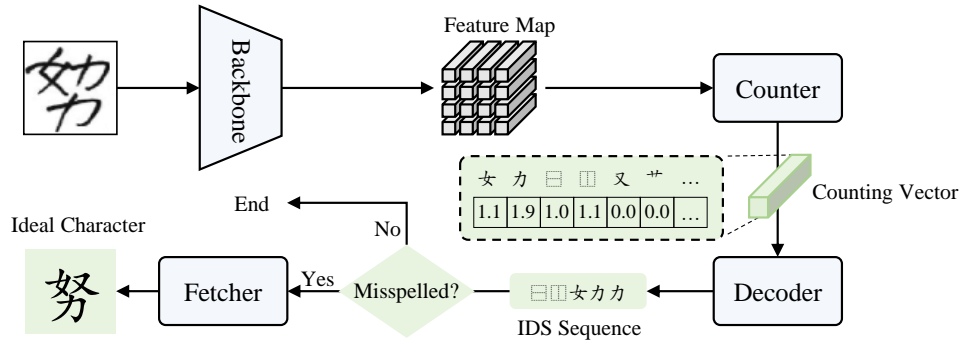 Backbone
Feature Map
Counter
女 力 ⿱ ⿰ 又 艹 ...
1.1 1.9 1.0 1.1 0.0 0.0 ...
Counting Vector
End
No
Ideal Character
努
Fetcher
Yes
Misspelled?
⿱⿰女力力
IDS Sequence
Decoder